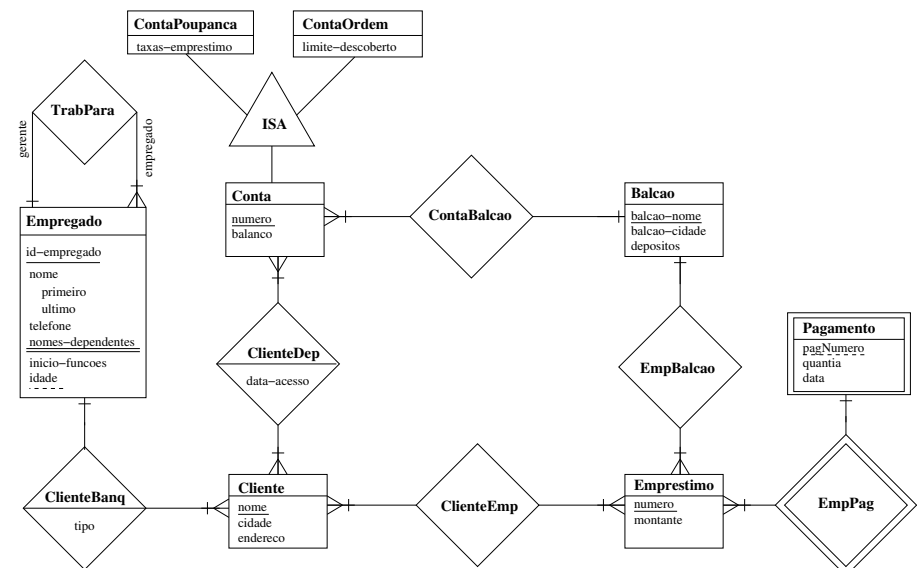 ContaPoupanca
taxas-emprestimo
ContaOrdem
limite-descoberto
TrabPara
gerente
empregado
ISA
Empregado
id-empregado
nome
primeiro
ultimo
telefone
nomes-dependentes
inicio-funcoes
idade
Conta
numero
balanco
ContaBalcao
Balcao
balcao-nome
balcao-cidade
depositos
ClienteDep
data-acesso
EmpBalcao
Pagamento
pagNumero
quantia
data
ClienteBanq
tipo
Cliente
nome
cidade
endereco
ClienteEmp
Emprestimo
numero
montante
EmpPag